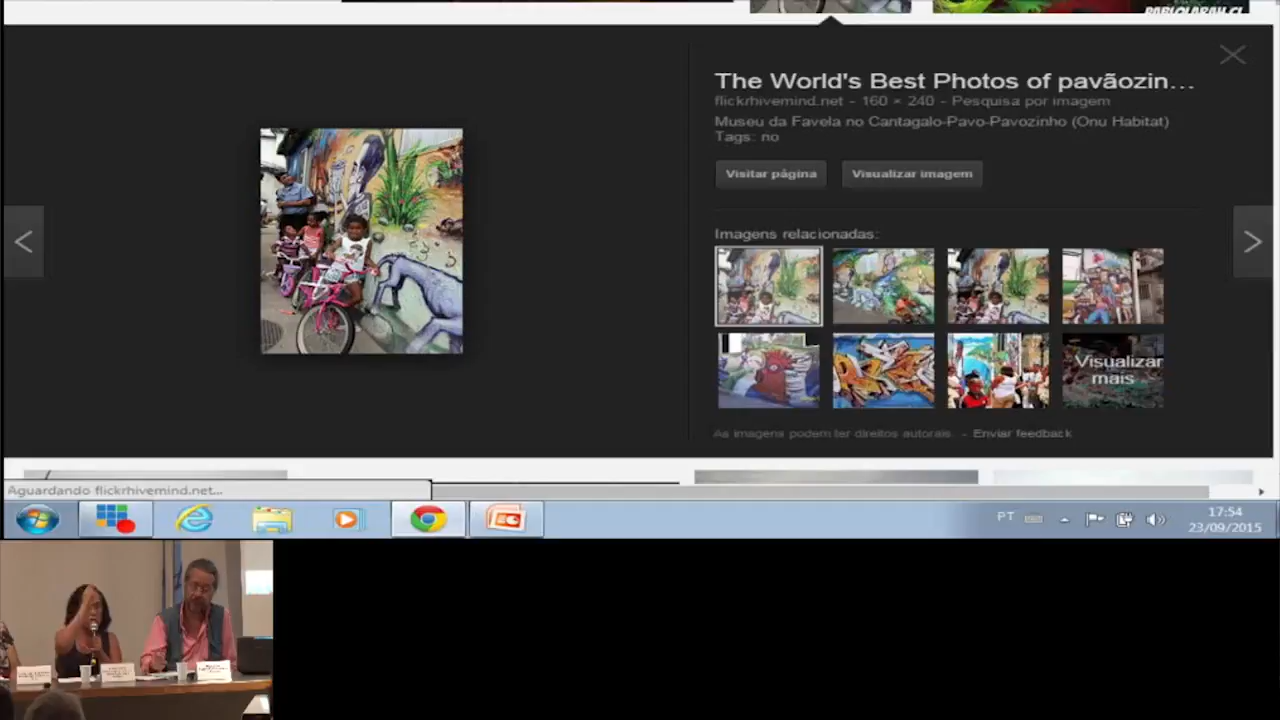 PABLOLARAH.CL
The World's Best Photos of pavãozin...
flickrhivemind.net - 160 × 240 - Pesquisa por imagem
Museu da Favela no Cantagalo-Pavo-Pavozinho (Onu Habitat)
Tags: no
Visitar página
Visualizar imagem
Imagens relacionadas:
Visualizar
mais
As imagens podem ter direitos autorais. - Enviar feedback
Aguardando flickrhivemind.net...
PT
17:54
23/09/2015